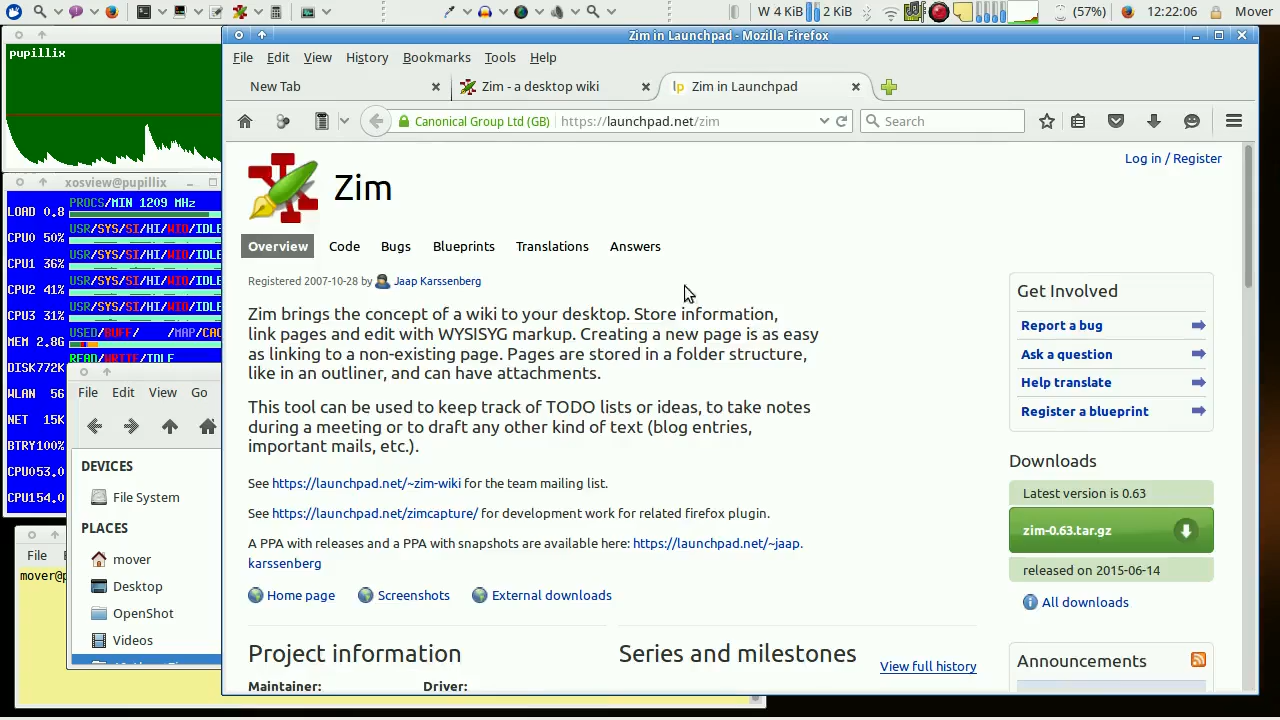 W 4 KiB 2 KiB (57%) 12:22:06 Mover
pupillix
xosview@pupillix
LOAD 0.8 PROCS/MIN 1209 MHz
CPU0 50% USR/SYS/SI/HI/WIO/IDLE
CPU1 36% USR/SYS/SI/HI/WIO/IDLE
CPU2 41% USR/SYS/SI/HI/WIO/IDLE
CPU3 31% USR/SYS/SI/HI/WIO/IDLE
MEM 2.8G USED/BUFF/ /MAP/CAC
DISK772K READ/WRITE/IDLE
WLAN 56
NET 15K
BTRY100%
CPU053.0
CPU154.0
File Edit View Go
DEVICES
File System
PLACES
mover
Desktop
OpenShot
Videos
File
mover@p
Zim in Launchpad - Mozilla Firefox
File Edit View History Bookmarks Tools Help
New Tab Zim - a desktop wiki lp Zim in Launchpad
Canonical Group Ltd (GB) https://launchpad.net/zim Search
Log in / Register
Zim
Overview Code Bugs Blueprints Translations Answers
Registered 2007-10-28 by Jaap Karssenberg
Zim brings the concept of a wiki to your desktop. Store information,
link pages and edit with WYSISYG markup. Creating a new page is as easy
as linking to a non-existing page. Pages are stored in a folder structure,
like in an outliner, and can have attachments.
This tool can be used to keep track of TODO lists or ideas, to take notes
during a meeting or to draft any other kind of text (blog entries,
important mails, etc.).
See https://launchpad.net/~zim-wiki for the team mailing list.
See https://launchpad.net/zimcapture/ for development work for related firefox plugin.
A PPA with releases and a PPA with snapshots are available here: https://launchpad.net/~jaap.
karssenberg
Home page Screenshots External downloads
Project information
Maintainer: Driver:
Series and milestones
View full history
Get Involved
Report a bug
Ask a question
Help translate
Register a blueprint
Downloads
Latest version is 0.63
zim-0.63.tar.gz
released on 2015-06-14
All downloads
Announcements